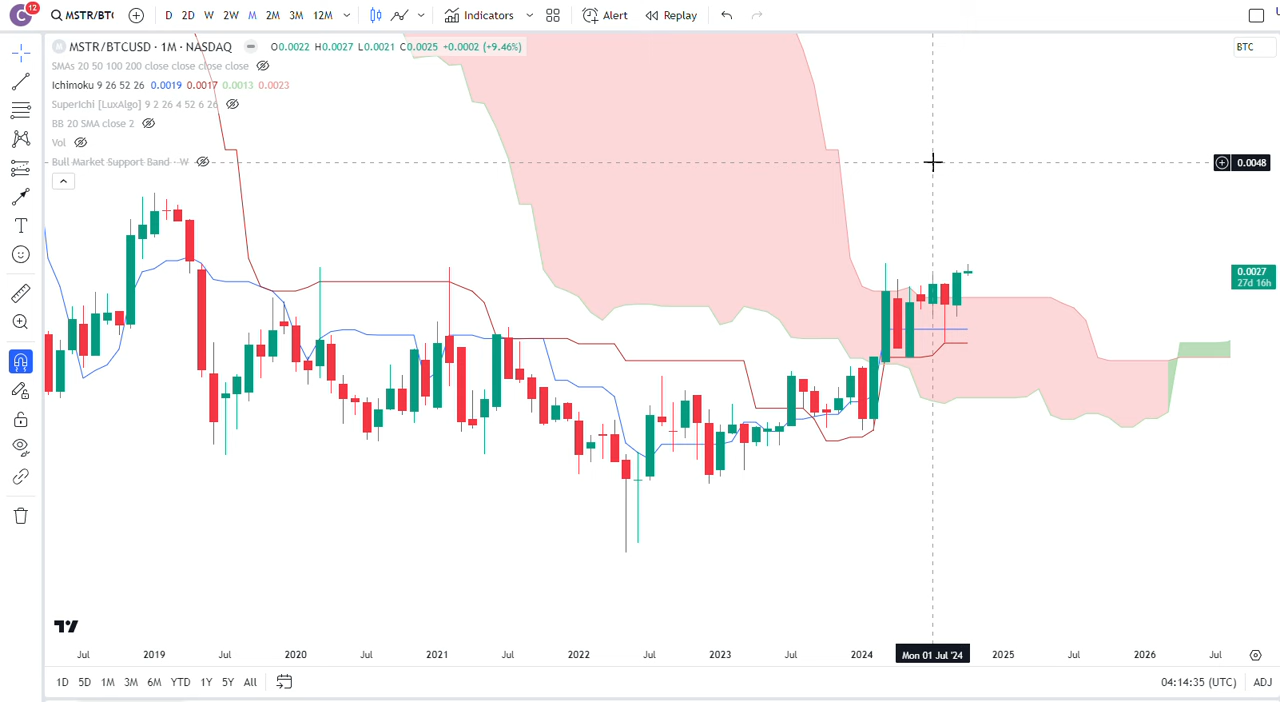 C 12 MSTR/BT( D 2D W 2W M 2M 3M 12M Indicators Alert Replay
M MSTR/BTCUSD · 1M · NASDAQ O0.0022 H0.0027 L0.0021 C0.0025 +0.0002 (+9.46%) BTC
SMAs 20 50 100 200 close close close close
Ichimoku 9 26 52 26 0.0019 0.0017 0.0013 0.0023
SuperIchi [LuxAlgo] 9 2 26 4 52 6 26
BB 20 SMA close 2
Vol
Bull Market Support Band · W 0.0048
0.0027
27d 16h
T
Jul 2019 Jul 2020 Jul 2021 Jul 2022 Jul 2023 Jul 2024 Mon 01 Jul '24 2025 Jul 2026 Jul
1D 5D 1M 3M 6M YTD 1Y 5Y All 04:14:35 (UTC) ADJ